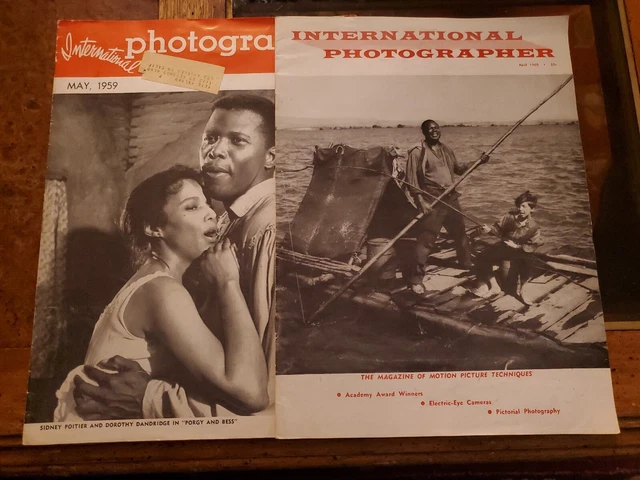 International photogra
MAY, 1959
SIDNEY POITIER AND DOROTHY DANDRIDGE IN "PORGY AND BESS"
INTERNATIONAL
PHOTOGRAPHER
THE MAGAZINE OF MOTION PICTURE TECHNIQUES
Academy Award Winners
Electric-Eye Cameras
Pictorial Photography